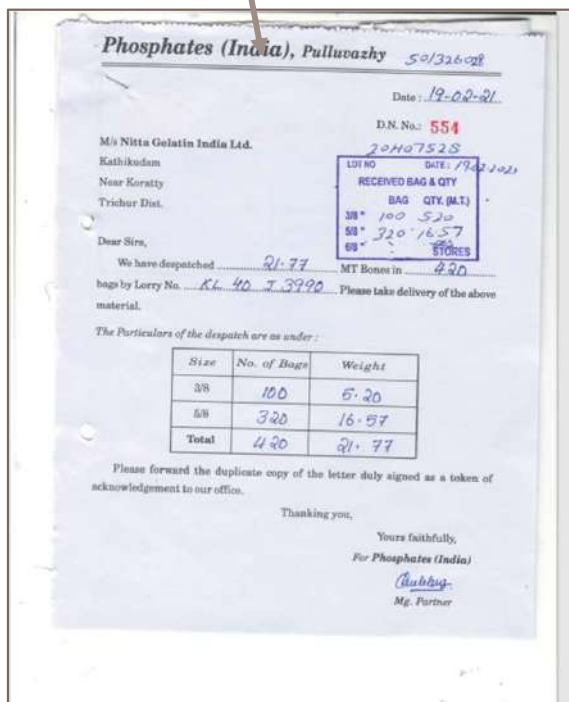 Phosphates (India), Pulluvazhy 501326028
Date : 19-02-21
D.N. No.: 554
20H0752S
M/s Nitta Gelatin India Ltd.
Kathikudam
Near Koratty
Trichur Dist.
LOT NO DATE: 19.02.2021
RECEIVED BAG & QTY
BAG QTY. (M.T.)
3/8" 100 520
5/8" 320 1657
6/8" :
STORES
Dear Sirs,
We have despatched 21.77 MT Bones in 420
bags by Lorry No. KL 40 J 3990 Please take delivery of the above
material.
The Particulars of the despatch are as under :
Size No. of Bags Weight
3/8 100 5.20
5/8 320 16.57
Total 420 21.77
Please forward the duplicate copy of the letter duly signed as a token of
acknowledgement to our office.
Thanking you,
Yours faithfully,
For Phosphates (India)
Mg. Partner